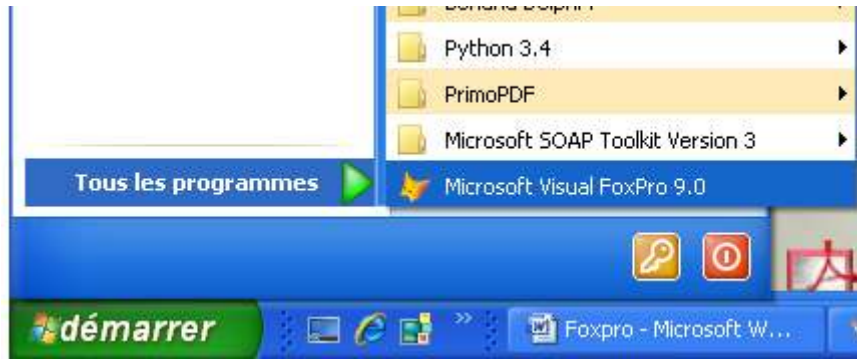 Python 3.4
PrimoPDF
Microsoft SOAP Toolkit Version 3
Tous les programmes
Microsoft Visual FoxPro 9.0
démarrer
Foxpro - Microsoft W...